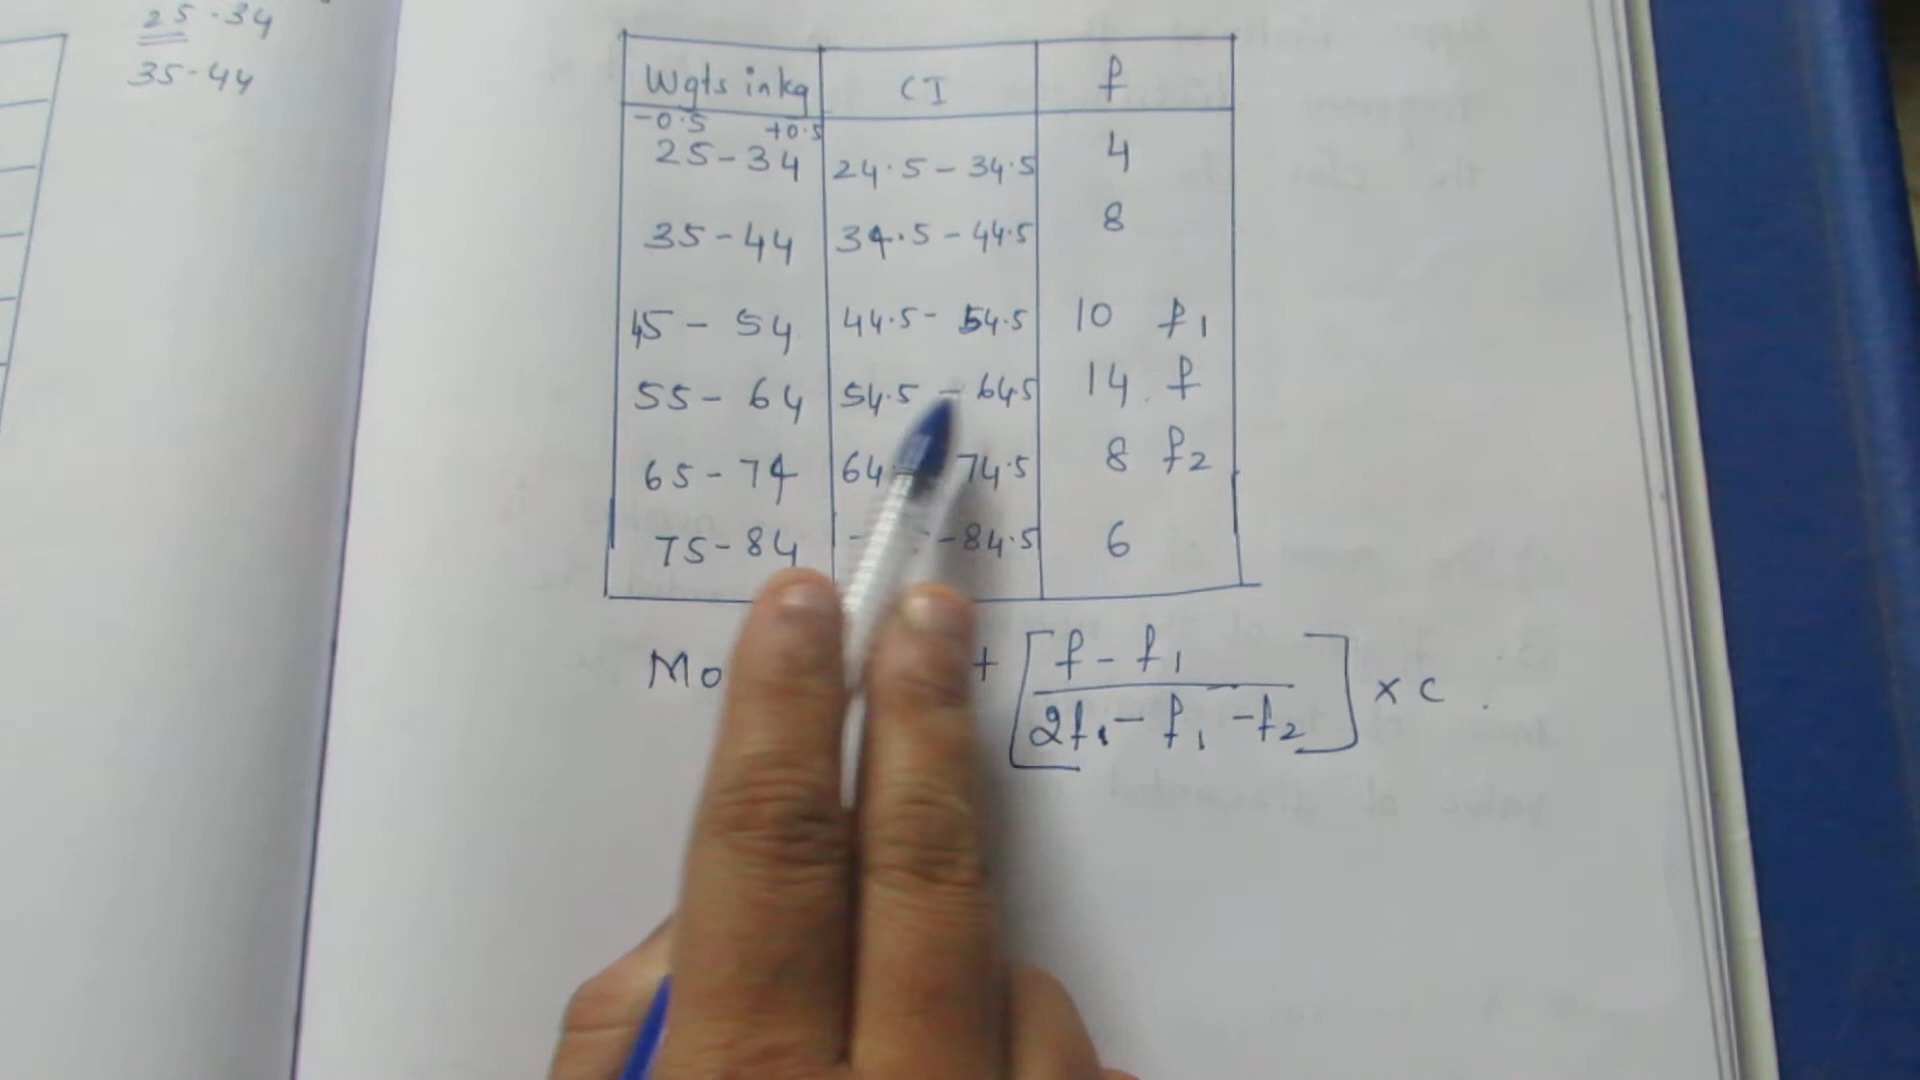 25-34
35-44
Wgts in kg CI f
-0.5 +0.5
25-34 24.5-34.5 4
35-44 34.5-44.5 8
45-54 44.5-54.5 10 f1
55-64 54.5-64.5 14 f
65-74 64 74.5 8 f2
75-84 -84.5 6
Mo + [f-f1 / 2f1-f1-f2] x c.